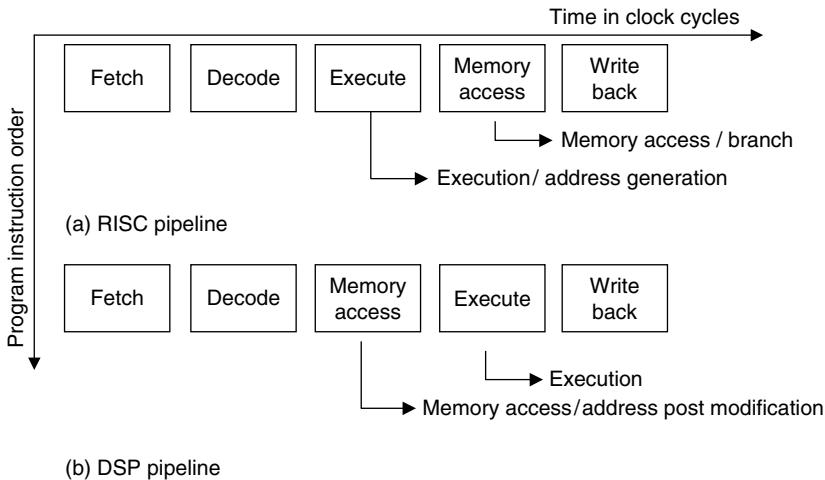 Time in clock cycles
Program instruction order
Fetch
Decode
Execute
Memory
access
Write
back
Memory access / branch
Execution/ address generation
(a) RISC pipeline
Fetch
Decode
Memory
access
Execute
Write
back
Execution
Memory access/address post modification
(b) DSP pipeline